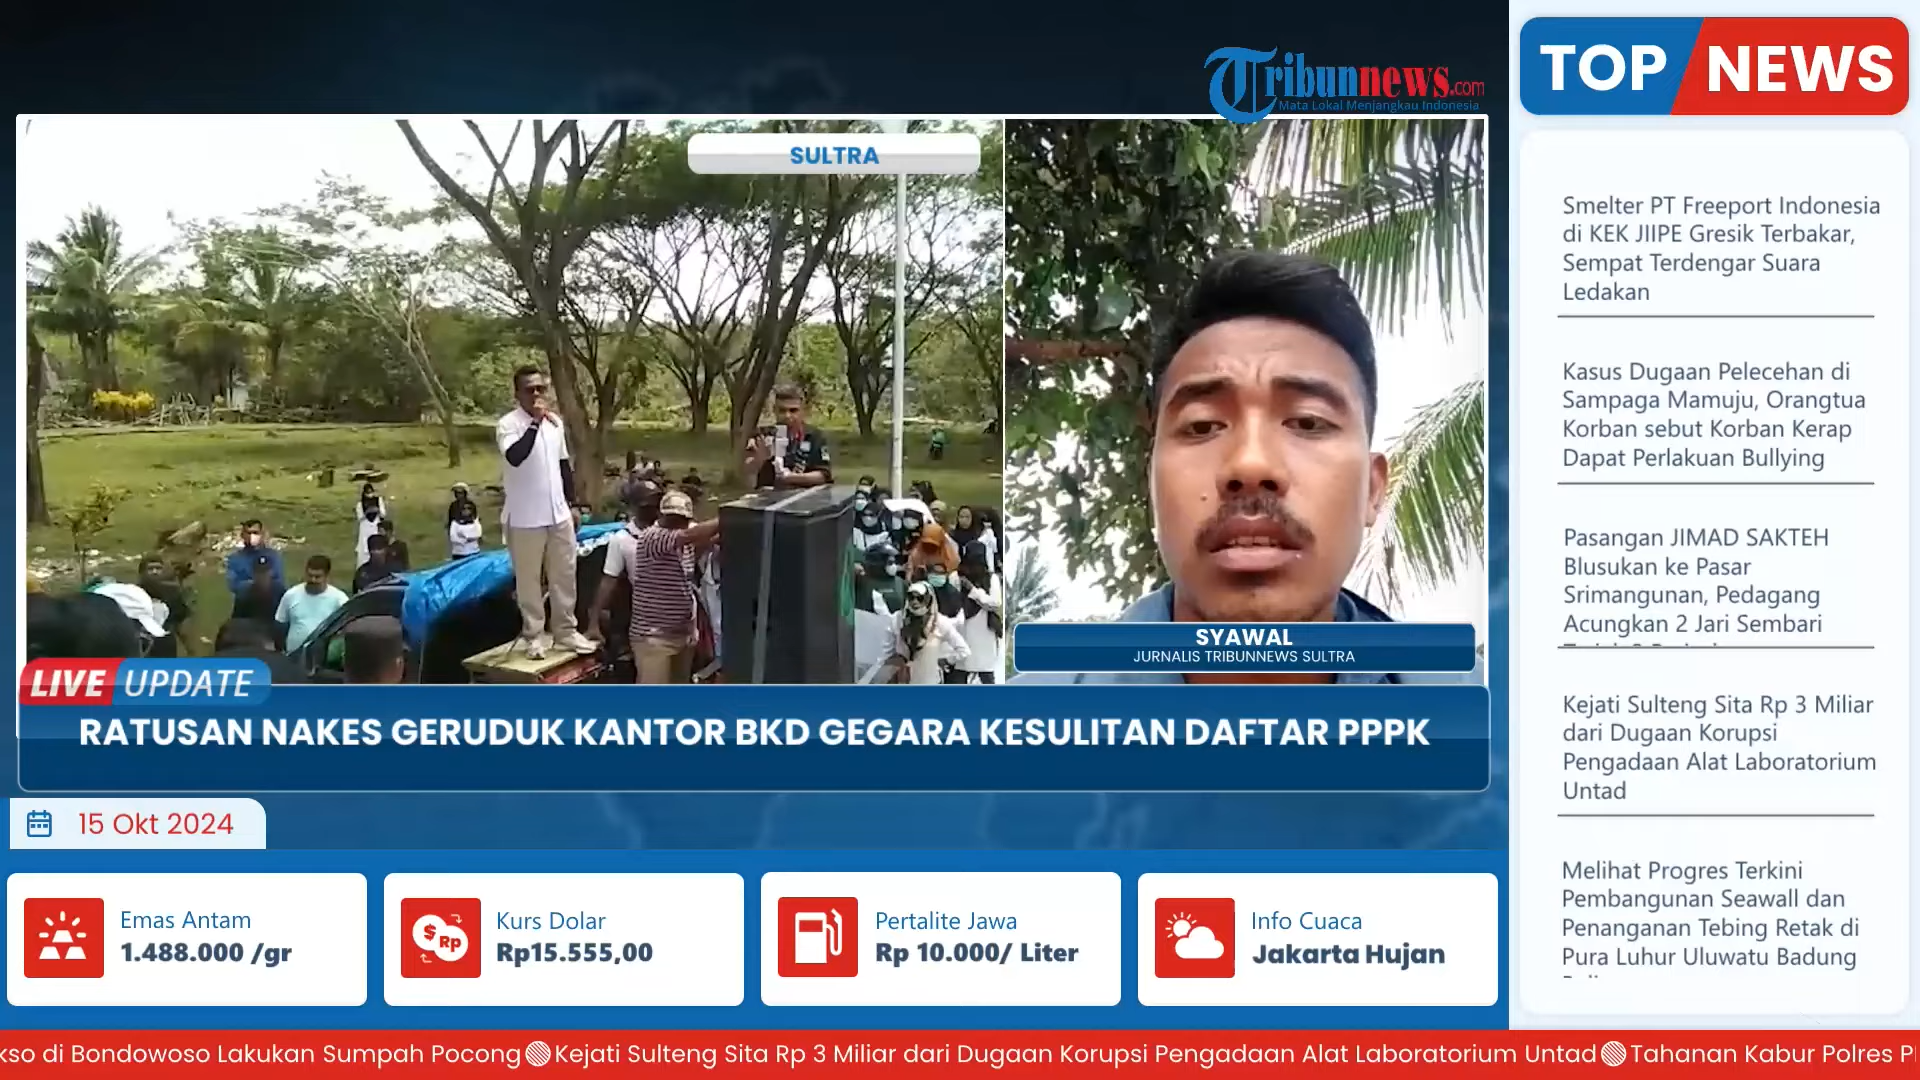 Tribunnews.com
Mata Lokal Menjangkau Indonesia
SULTRA
SYAWAL
JURNALIS TRIBUNNEWS SULTRA
LIVE UPDATE
RATUSAN NAKES GERUDUK KANTOR BKD GEGARA KESULITAN DAFTAR PPPK
15 Okt 2024
Emas Antam
1.488.000 /gr
Kurs Dolar
Rp15.555,00
Pertalite Jawa
Rp 10.000/ Liter
Info Cuaca
Jakarta Hujan
TOP NEWS
Smelter PT Freeport Indonesia
di KEK JIIPE Gresik Terbakar,
Sempat Terdengar Suara
Ledakan
Kasus Dugaan Pelecehan di
Sampaga Mamuju, Orangtua
Korban sebut Korban Kerap
Dapat Perlakuan Bullying
Pasangan JIMAD SAKTEH
Blusukan ke Pasar
Srimangunan, Pedagang
Acungkan 2 Jari Sembari
Kejati Sulteng Sita Rp 3 Miliar
dari Dugaan Korupsi
Pengadaan Alat Laboratorium
Untad
Melihat Progres Terkini
Pembangunan Seawall dan
Penanganan Tebing Retak di
Pura Luhur Uluwatu Badung
di Bondowoso Lakukan Sumpah Pocong Kejati Sulteng Sita Rp 3 Miliar dari Dugaan Korupsi Pengadaan Alat Laboratorium Untad Tahanan Kabur Polres